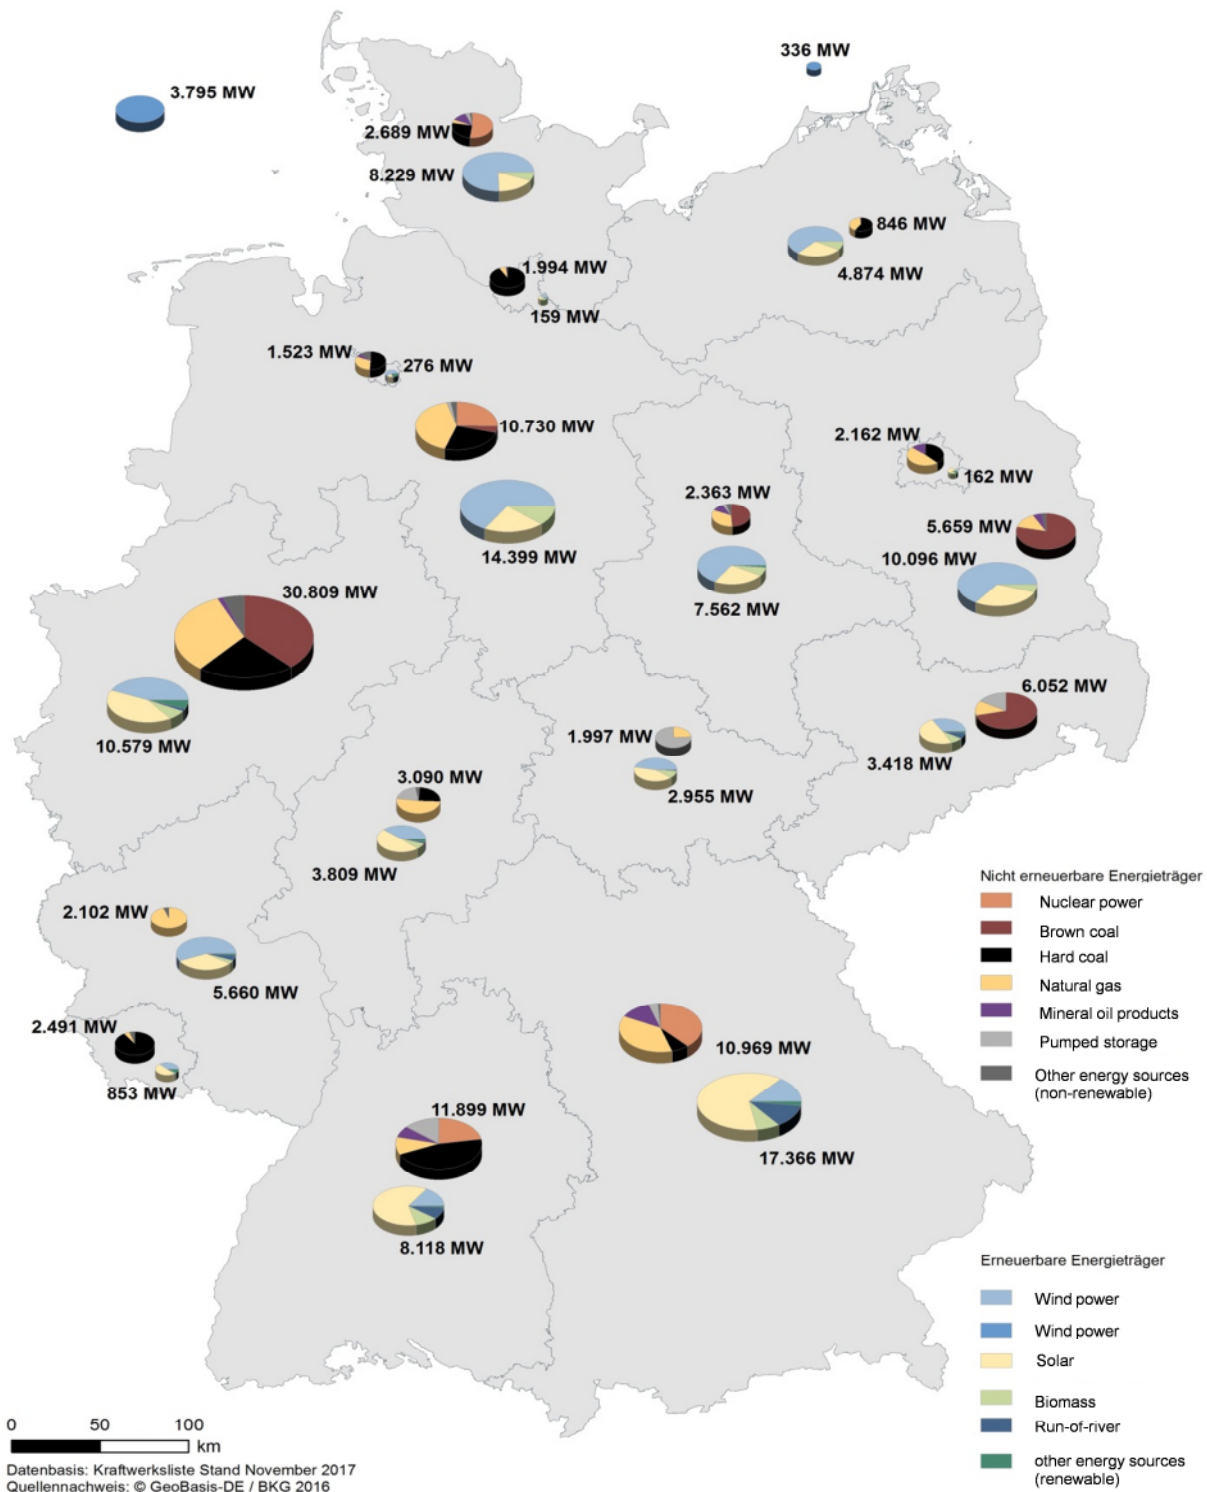 336 MW
3.795 MW
2.689 MW
8.229 MW
846 MW
4.874 MW
1.994 MW
159 MW
1.523 MW
276 MW
10.730 MW
2.162 MW
162 MW
2.363 MW
5.659 MW
14.399 MW
10.096 MW
7.562 MW
30.809 MW
6.052 MW
10.579 MW
1.997 MW
3.418 MW
3.090 MW
2.955 MW
3.809 MW
2.102 MW
5.660 MW
2.491 MW
853 MW
10.969 MW
11.899 MW
17.366 MW
8.118 MW
Nicht erneuerbare Energieträger
Nuclear power
Brown coal
Hard coal
Natural gas
Mineral oil products
Pumped storage
Other energy sources
(non-renewable)
Erneuerbare Energieträger
Wind power
Wind power
Solar
Biomass
Run-of-river
other energy sources
(renewable)
0 50 100
km
Datenbasis: Kraftwerksliste Stand November 2017
Quellennachweis: © GeoBasis-DE / BKG 2016